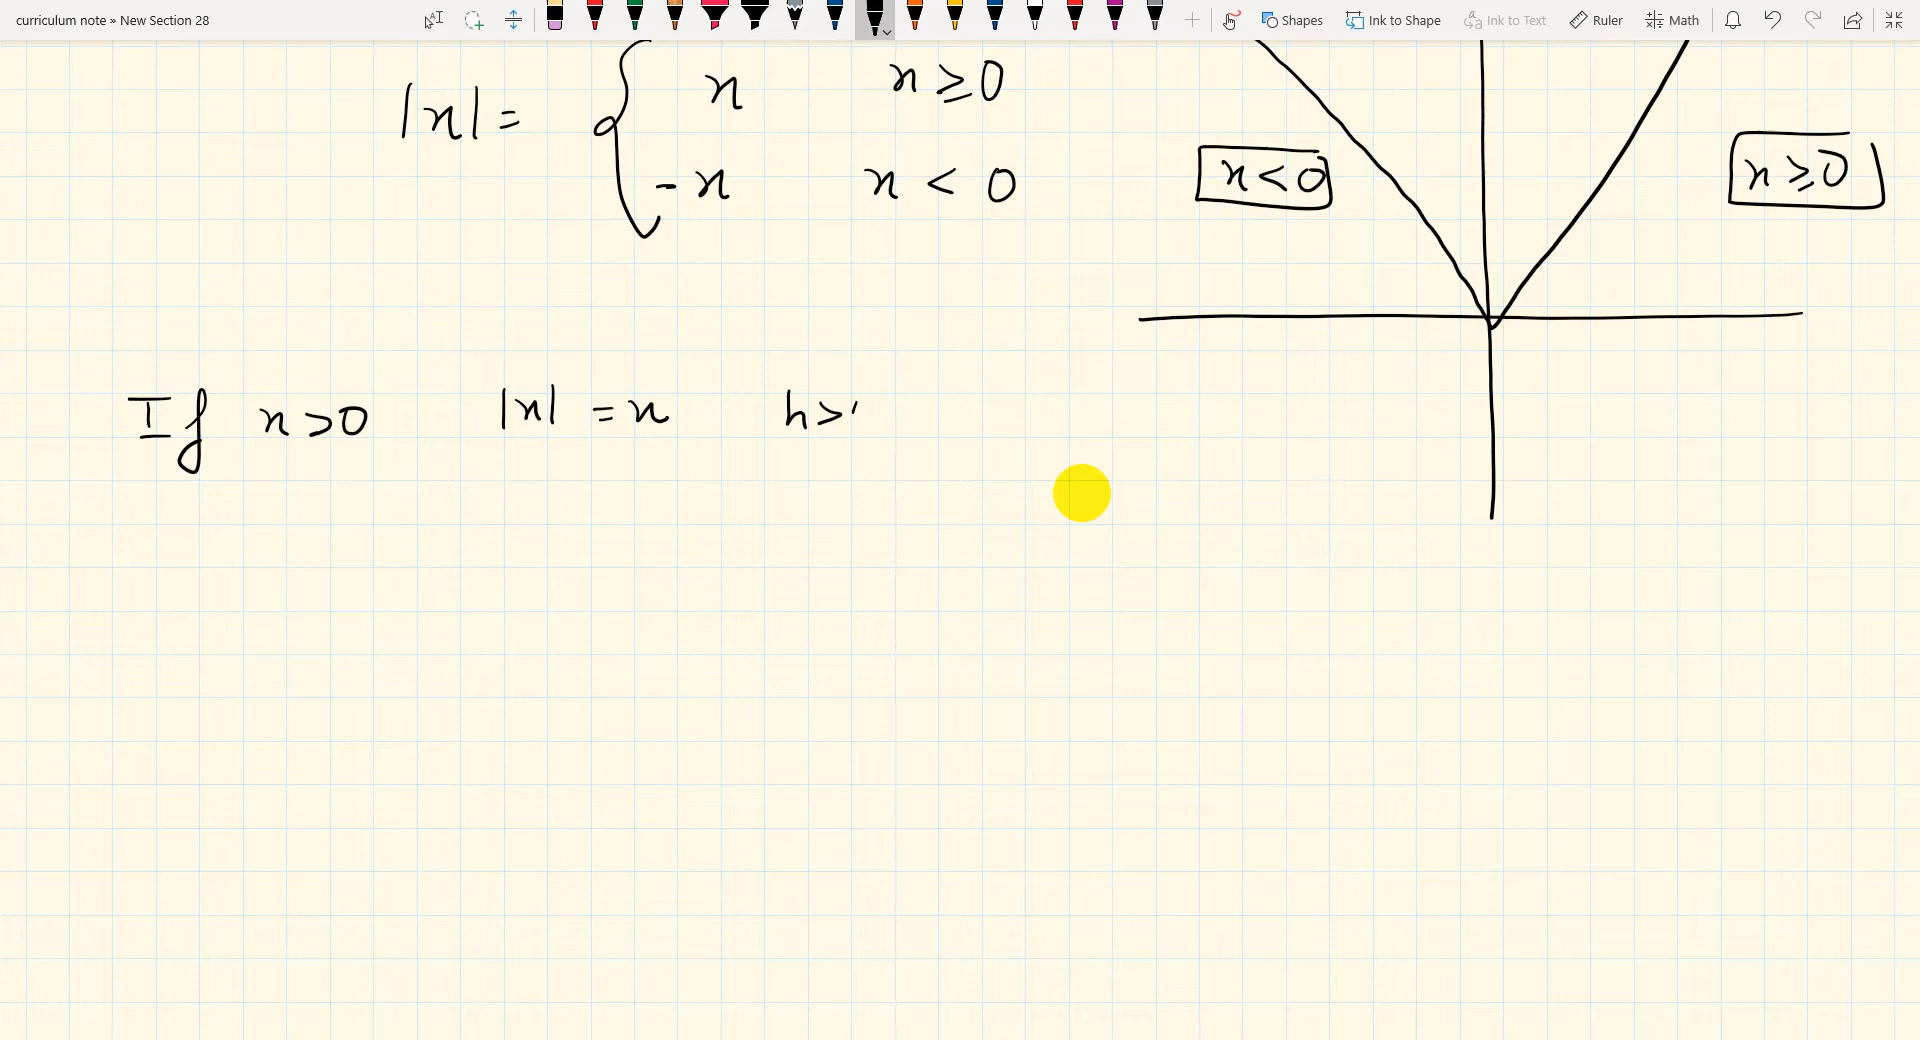 curriculum note » New Section 28
Shapes
Ink to Shape
Ink to Text
Ruler
Math
|x| = { x x ≥ 0
-x x < 0
x < 0
x ≥ 0
If x > 0 |x| = x h >